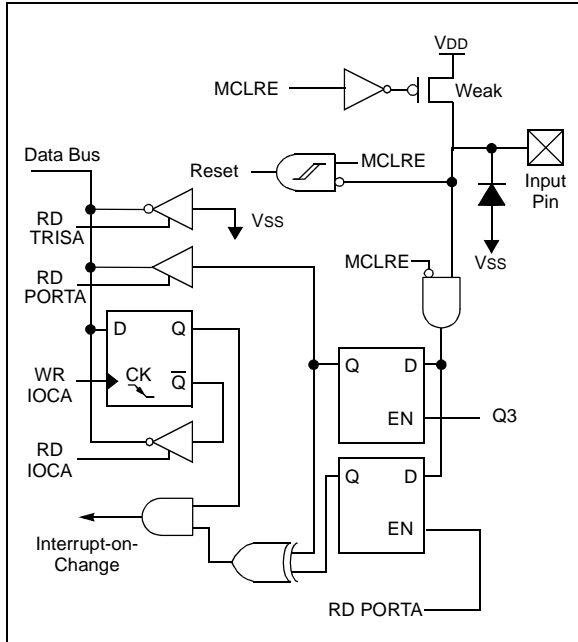 VDD
MCLRE
Weak
Data Bus
Reset
MCLRE
Input
Pin
RD
TRISA
VSS
VSS
RD
PORTA
MCLRE
D Q
Q D
WR
IOCA
CK
Q
EN
Q3
RD
IOCA
Q D
EN
Interrupt-on-
Change
RD PORTA